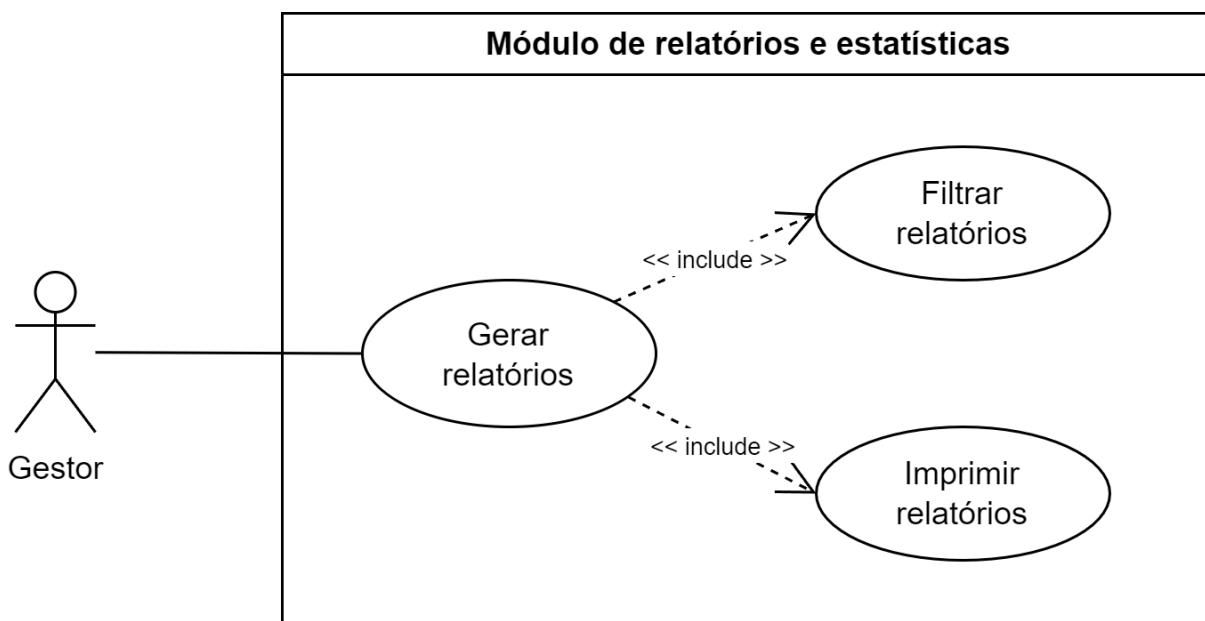 Módulo de relatórios e estatísticas
Filtrar
relatórios
<< include >>
Gerar
relatórios
<< include >>
Gestor
Imprimir
relatórios